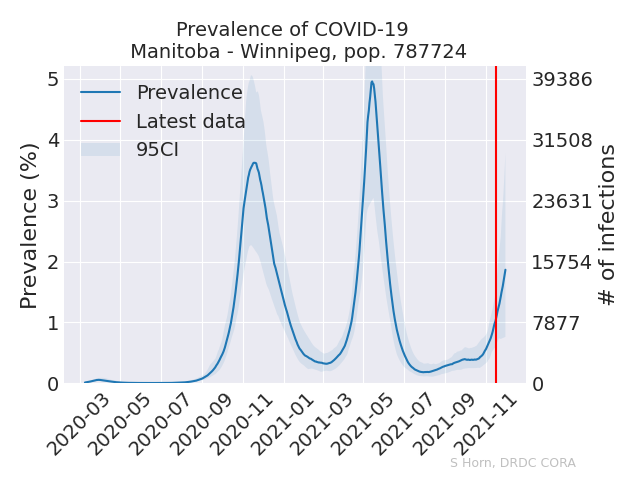 Prevalence of COVID-19
Manitoba - Winnipeg, pop. 787724
Prevalence (%)
5
4
3
2
1
0
Prevalence
Latest data
95CI
39386
31508
23631
15754
7877
0
# of infections
2020-03
2020-05
2020-07
2020-09
2020-11
2021-01
2021-03
2021-05
2021-07
2021-09
2021-11
S Horn, DRDC CORA